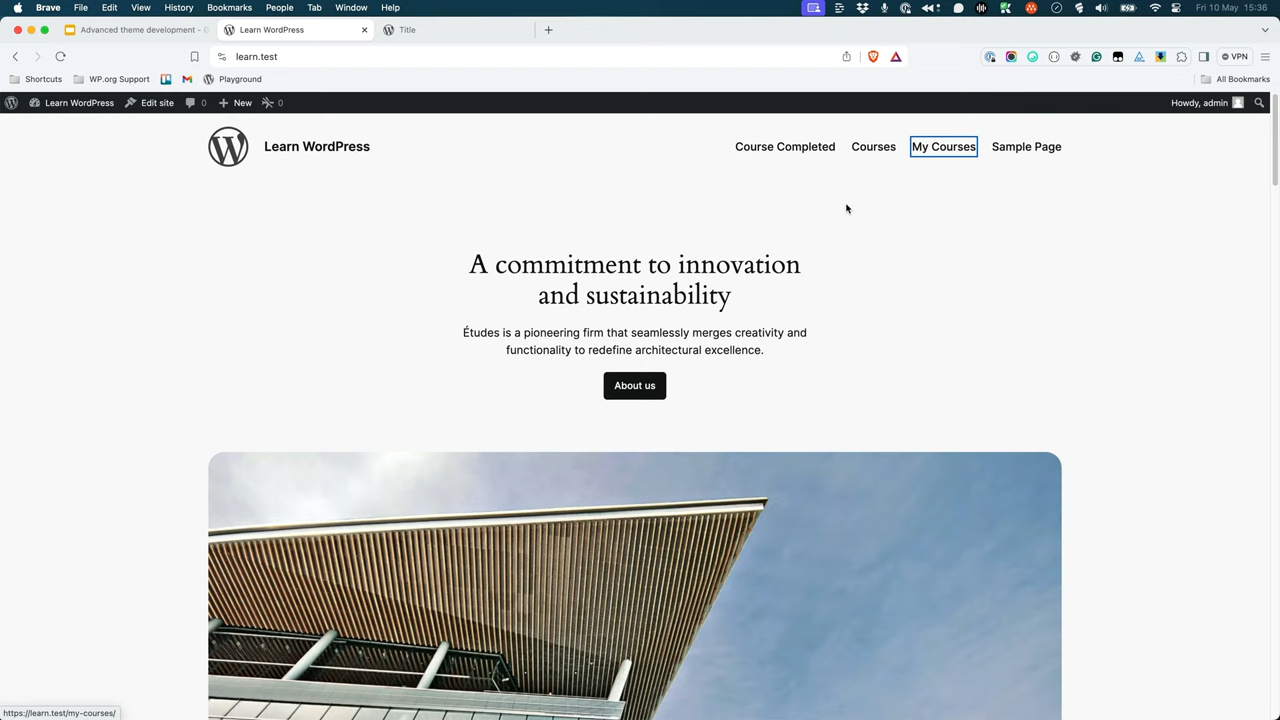 Brave File Edit View History Bookmarks People Tab Window Help Fri 10 May 15:36
Advanced theme development - Learn WordPress Title
learn.test VPN
Shortcuts WP.org Support Playground All Bookmarks
Learn WordPress Edit site 0 New 0 Howdy, admin
Learn WordPress Course Completed Courses My Courses Sample Page
A commitment to innovation
and sustainability
Études is a pioneering firm that seamlessly merges creativity and
functionality to redefine architectural excellence.
About us
https://learn.test/my-courses/